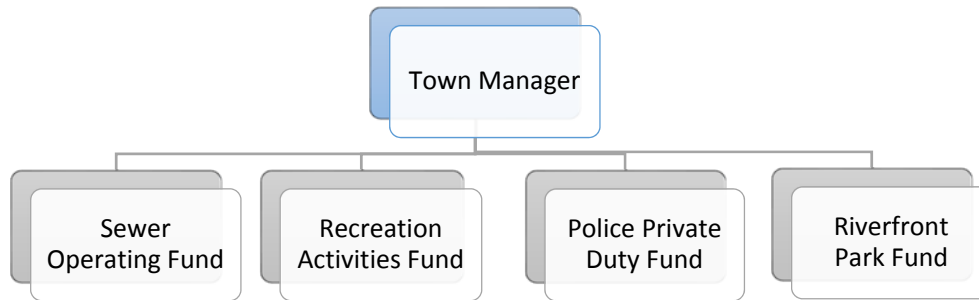 Town Manager
Sewer
Operating Fund
Recreation
Activities Fund
Police Private
Duty Fund
Riverfront
Park Fund